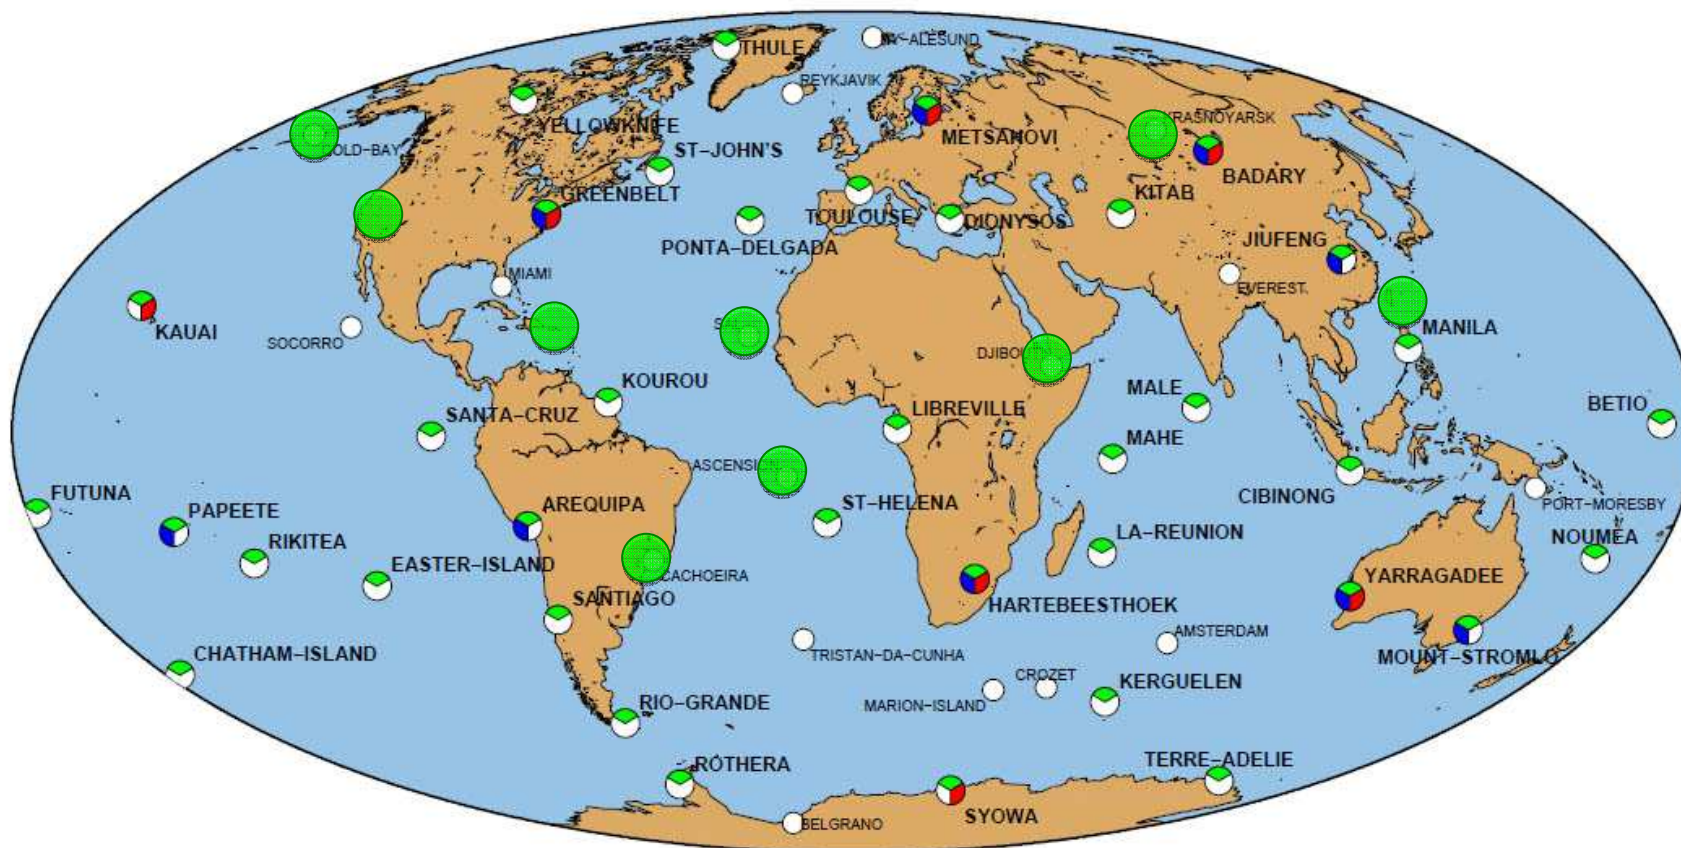 THULE
NY-ALESUND
REYKJAVIK
YELLOWKNIFE
COLD-BAY
ST-JOHN'S
METSAHOVI
KRASNOYARSK
BADARY
GREENBELT
TOULOUSE
DIONYSOS
KITAB
PONTA-DELGADA
JIUFENG
MIAMI
EVEREST
KAUAI
SOCORRO
MANILA
DJIBOUTI
KOUROU
MALE
SANTA-CRUZ
LIBREVILLE
BETIO
MAHE
ASCENSION
CIBINONG
FUTUNA
PAPEETE
AREQUIPA
ST-HELENA
PORT-MORESBY
RIKITEA
LA-REUNION
NOUMEA
EASTER-ISLAND
CACHOEIRA
YARRAGADEE
SANTIAGO
HARTEBEESTHOEK
AMSTERDAM
CHATHAM-ISLAND
TRISTAN-DA-CUNHA
MOUNT-STROMLO
CROZET
KERGUELEN
RIO-GRANDE
MARION-ISLAND
ROTHERA
TERRE-ADELIE
SYOWA
BELGRANO